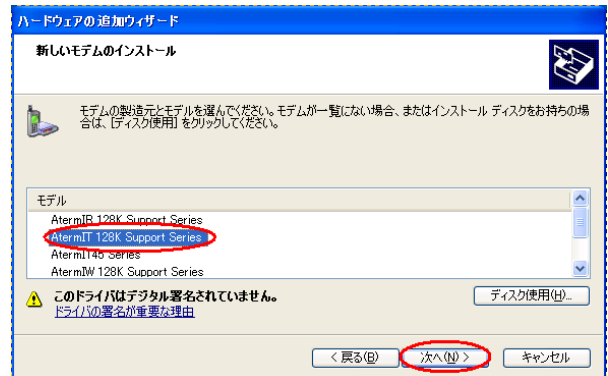 ハードウェアの追加ウィザード
新しいモデムのインストール
モデムの製造元とモデルを選んでください。モデムが一覧にない場合、またはインストール ディスクをお持ちの場
合は、[ディスク使用] をクリックしてください。
モデル
AtermIR 128K Support Series
AtermIT 128K Support Series
AtermIT45 Series
AtermIW 128K Support Series
このドライバはデジタル署名されていません。
ディスク使用(H)...
ドライバの署名が重要な理由
< 戻る(B)
次へ(N) >
キャンセル